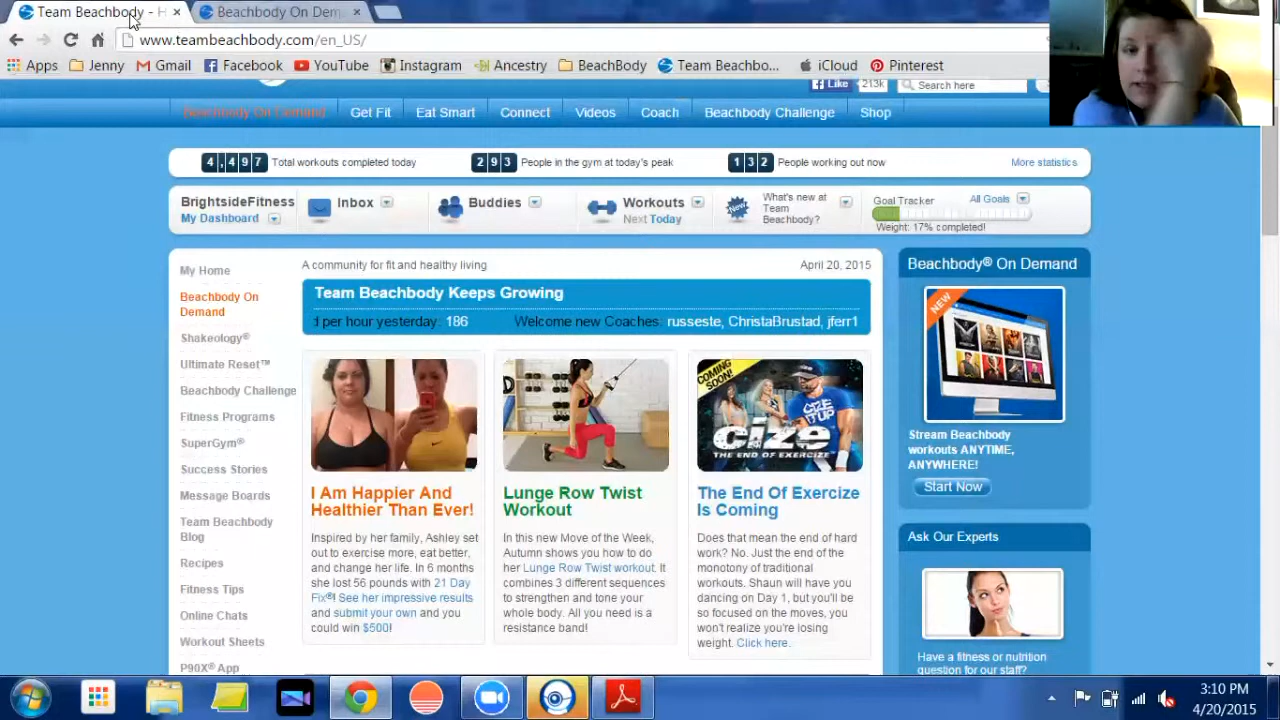 Team Beachbody - H
Beachbody On Dem
www.teambeachbody.com/en_US/
Apps Jenny Gmail Facebook YouTube Instagram Ancestry BeachBody Team Beachbo... iCloud Pinterest
Like 213k Search here
Beachbody On Demand Get Fit Eat Smart Connect Videos Coach Beachbody Challenge Shop
4,497 Total workouts completed today 293 People in the gym at today's peak 132 People working out now More statistics
BrightsideFitness
My Dashboard
Inbox
Buddies
Workouts
Next Today
New
What's new at
Team
Beachbody?
Goal Tracker All Goals
Weight: 17% completed!
My Home
Beachbody On
Demand
Shakeology®
Ultimate Reset™
Beachbody Challenge
Fitness Programs
SuperGym®
Success Stories
Message Boards
Team Beachbody
Blog
Recipes
Fitness Tips
Online Chats
Workout Sheets
P90X® App
A community for fit and healthy living April 20, 2015
Team Beachbody Keeps Growing
d per hour yesterday: 186 Welcome new Coaches: russeste, ChristaBrustad, jferr1
I Am Happier And
Healthier Than Ever!
Inspired by her family, Ashley set
out to exercise more, eat better,
and change her life. In 6 months
she lost 56 pounds with 21 Day
Fix®! See her impressive results
and submit your own and you
could win $500!
Lunge Row Twist
Workout
In this new Move of the Week,
Autumn shows you how to do
her Lunge Row Twist workout. It
combines 3 different sequences
to strengthen and tone your
whole body. All you need is a
resistance band!
COMING
SOON!
CIZE
IT UP
cize
THE END OF EXERCIZE™
The End Of Exercize
Is Coming
Does that mean the end of hard
work? No. Just the end of the
monotony of traditional
workouts. Shaun will have you
dancing on Day 1, but you'll be
so focused on the moves, you
won't realize you're losing
weight. Click here.
Beachbody® On Demand
NEW
Stream Beachbody
workouts ANYTIME,
ANYWHERE!
Start Now
Ask Our Experts
Have a fitness or nutrition
question for our staff?
3:10 PM
4/20/2015